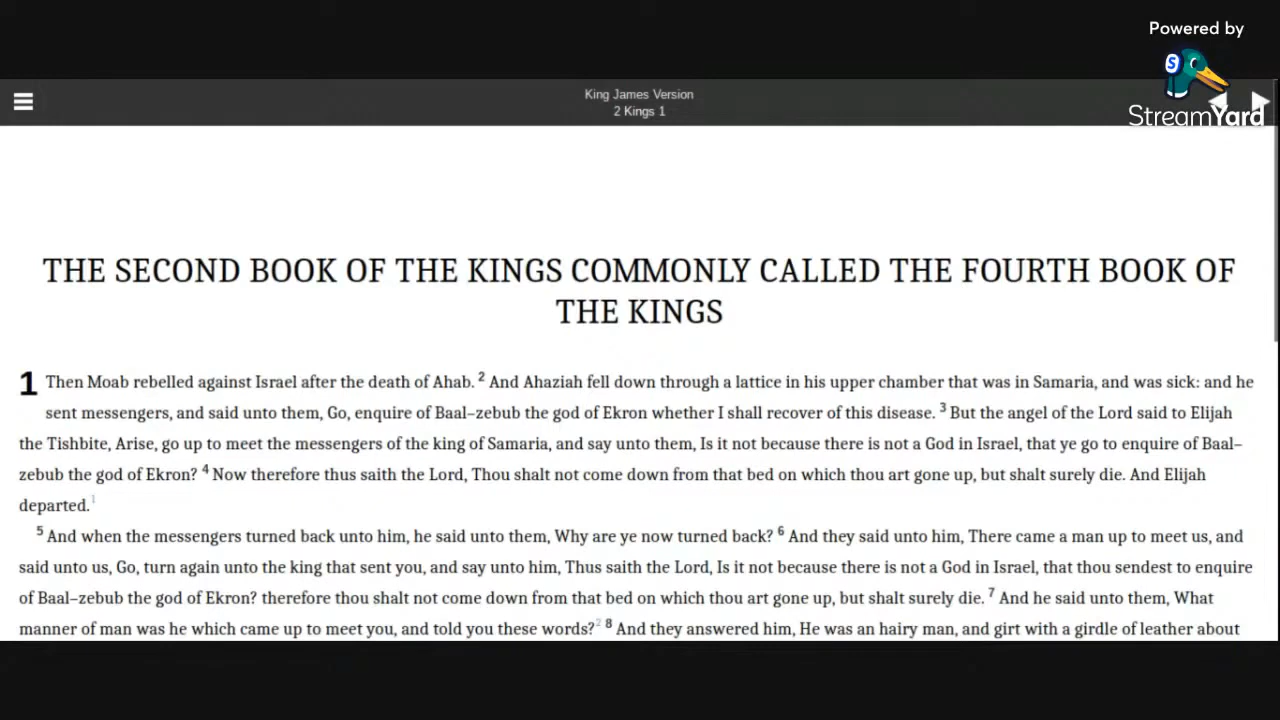 Powered by
S
StreamYard
King James Version
2 Kings 1
THE SECOND BOOK OF THE KINGS COMMONLY CALLED THE FOURTH BOOK OF
THE KINGS
1 Then Moab rebelled against Israel after the death of Ahab. 2 And Ahaziah fell down through a lattice in his upper chamber that was in Samaria, and was sick: and he
sent messengers, and said unto them, Go, enquire of Baal–zebub the god of Ekron whether I shall recover of this disease. 3 But the angel of the Lord said to Elijah
the Tishbite, Arise, go up to meet the messengers of the king of Samaria, and say unto them, Is it not because there is not a God in Israel, that ye go to enquire of Baal–
zebub the god of Ekron? 4 Now therefore thus saith the Lord, Thou shalt not come down from that bed on which thou art gone up, but shalt surely die. And Elijah
departed. 1
5 And when the messengers turned back unto him, he said unto them, Why are ye now turned back? 6 And they said unto him, There came a man up to meet us, and
said unto us, Go, turn again unto the king that sent you, and say unto him, Thus saith the Lord, Is it not because there is not a God in Israel, that thou sendest to enquire
of Baal–zebub the god of Ekron? therefore thou shalt not come down from that bed on which thou art gone up, but shalt surely die. 7 And he said unto them, What
manner of man was he which came up to meet you, and told you these words? 2 8 And they answered him, He was an hairy man, and girt with a girdle of leather about